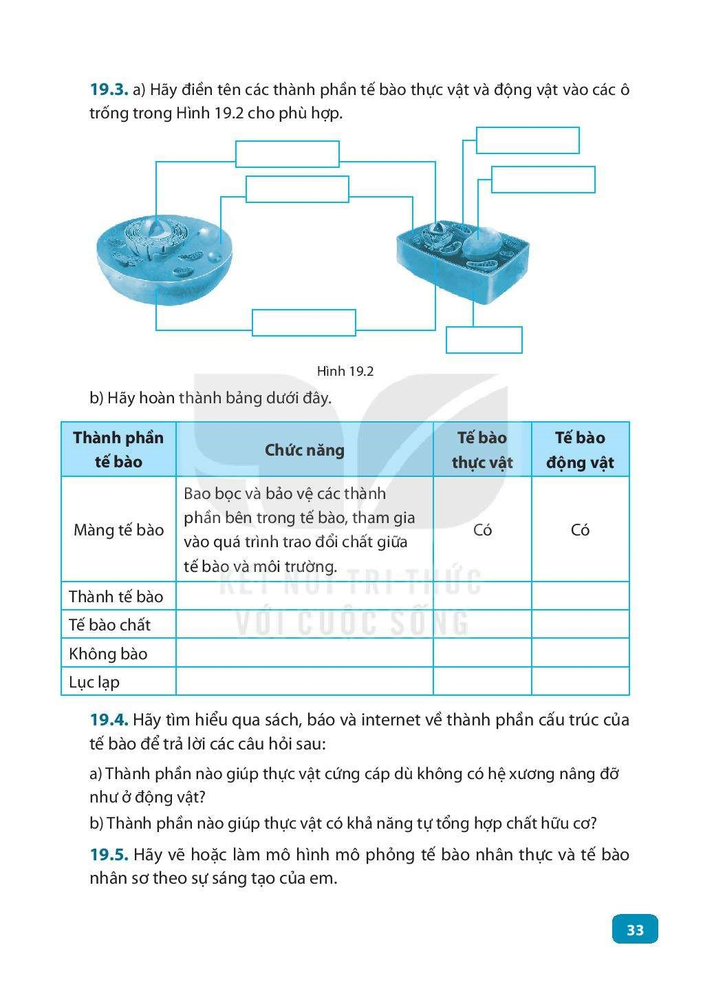 19.3. a) Hãy điền tên các thành phần tế bào thực vật và động vật vào các ô
trống trong Hình 19.2 cho phù hợp.
Hình 19.2
b) Hãy hoàn thành bảng dưới đây.
Thành phần
tế bào
Chức năng
Tế bào
thực vật
Tế bào
động vật
Màng tế bào
Bao bọc và bảo vệ các thành
phần bên trong tế bào, tham gia
vào quá trình trao đổi chất giữa
tế bào và môi trường.
Có
Có
KẾT NỐI TRI THỨC
VỚI CUỘC SỐNG
Thành tế bào
Tế bào chất
Không bào
Lục lạp
19.4. Hãy tìm hiểu qua sách, báo và internet về thành phần cấu trúc của
tế bào để trả lời các câu hỏi sau:
a) Thành phần nào giúp thực vật cứng cáp dù không có hệ xương nâng đỡ
như ở động vật?
b) Thành phần nào giúp thực vật có khả năng tự tổng hợp chất hữu cơ?
19.5. Hãy vẽ hoặc làm mô hình mô phỏng tế bào nhân thực và tế bào
nhân sơ theo sự sáng tạo của em.
33